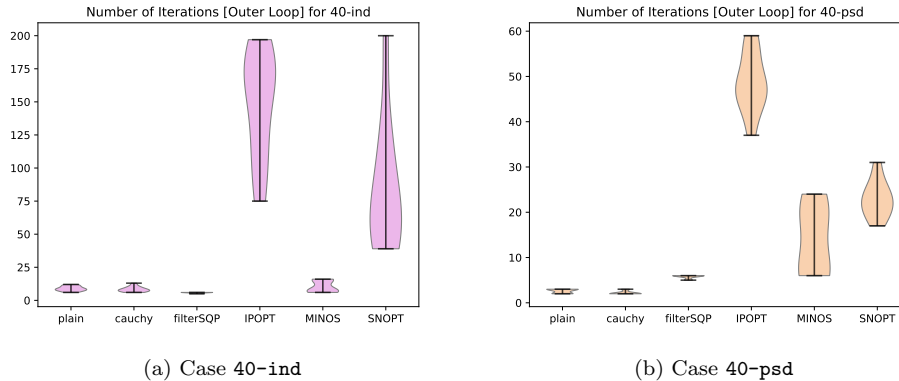 Number of Iterations [Outer Loop] for 40-ind
200
175
150
125
100
75
50
25
0
plain cauchy filterSQP IPOPT MINOS SNOPT
(a) Case 40-ind
Number of Iterations [Outer Loop] for 40-psd
60
50
40
30
20
10
0
plain cauchy filterSQP IPOPT MINOS SNOPT
(b) Case 40-psd